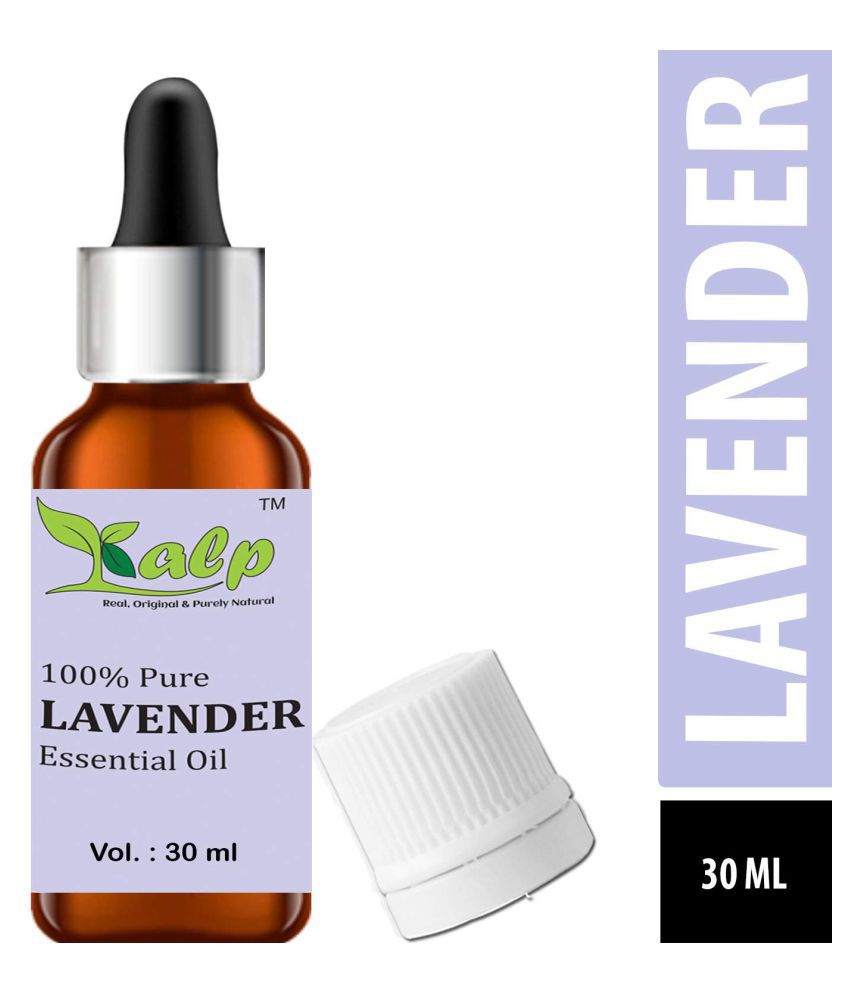 TM
Kalp
Real, Original & Purely Natural
100% Pure
LAVENDER
Essential Oil
Vol. : 30 ml
LAVENDER
30 ML